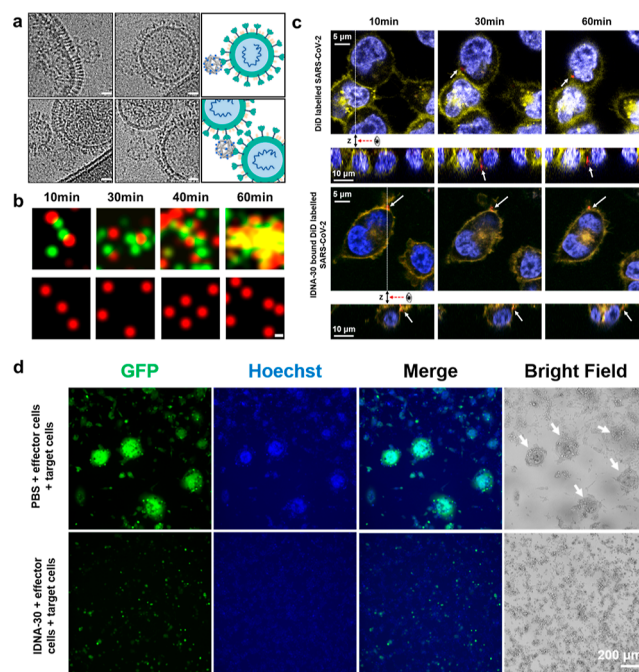 a
b
10min 30min 40min 60min
c
10min 30min 60min
DiD labelled SARS-CoV-2
5 μm
z
10 μm
IDNA-30 bound DiD labelled
SARS-CoV-2
5 μm
z
10 μm
d
GFP Hoechst Merge Bright Field
PBS + effector cells
+ target cells
IDNA-30 + effector
cells + target cells
200 μm